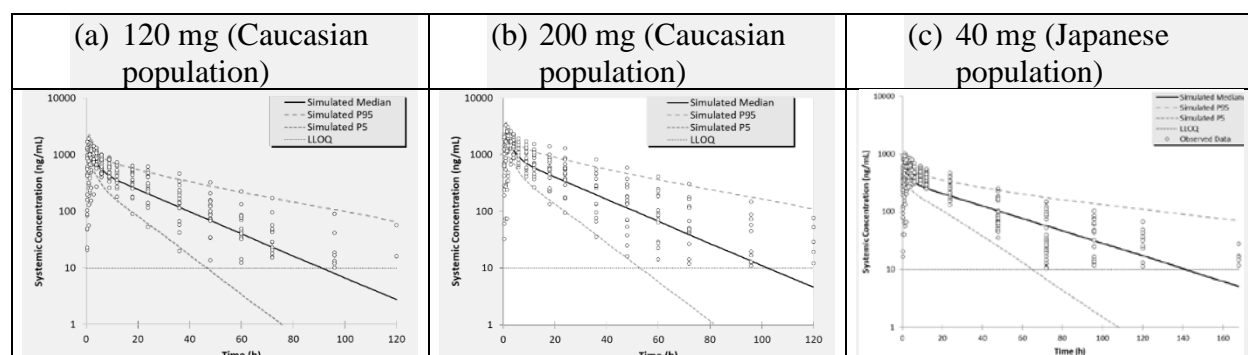 (a) 120 mg (Caucasian
population)
(b) 200 mg (Caucasian
population)
(c) 40 mg (Japanese
population)
Systemic Concentration (ng/mL)
10000
1000
100
10
1
0
20
40
60
80
100
120
Time (h)
Simulated Median
Simulated P95
Simulated P5
LLOQ
Systemic Concentration (ng/mL)
10000
1000
100
10
1
0
20
40
60
80
100
120
Time (h)
Simulated Median
Simulated P95
Simulated P5
LLOQ
Systemic Concentration (ng/mL)
10000
1000
100
10
1
0
20
40
60
80
100
120
140
160
Time (h)
Simulated Median
Simulated P95
Simulated P5
LLOQ
Observed Data